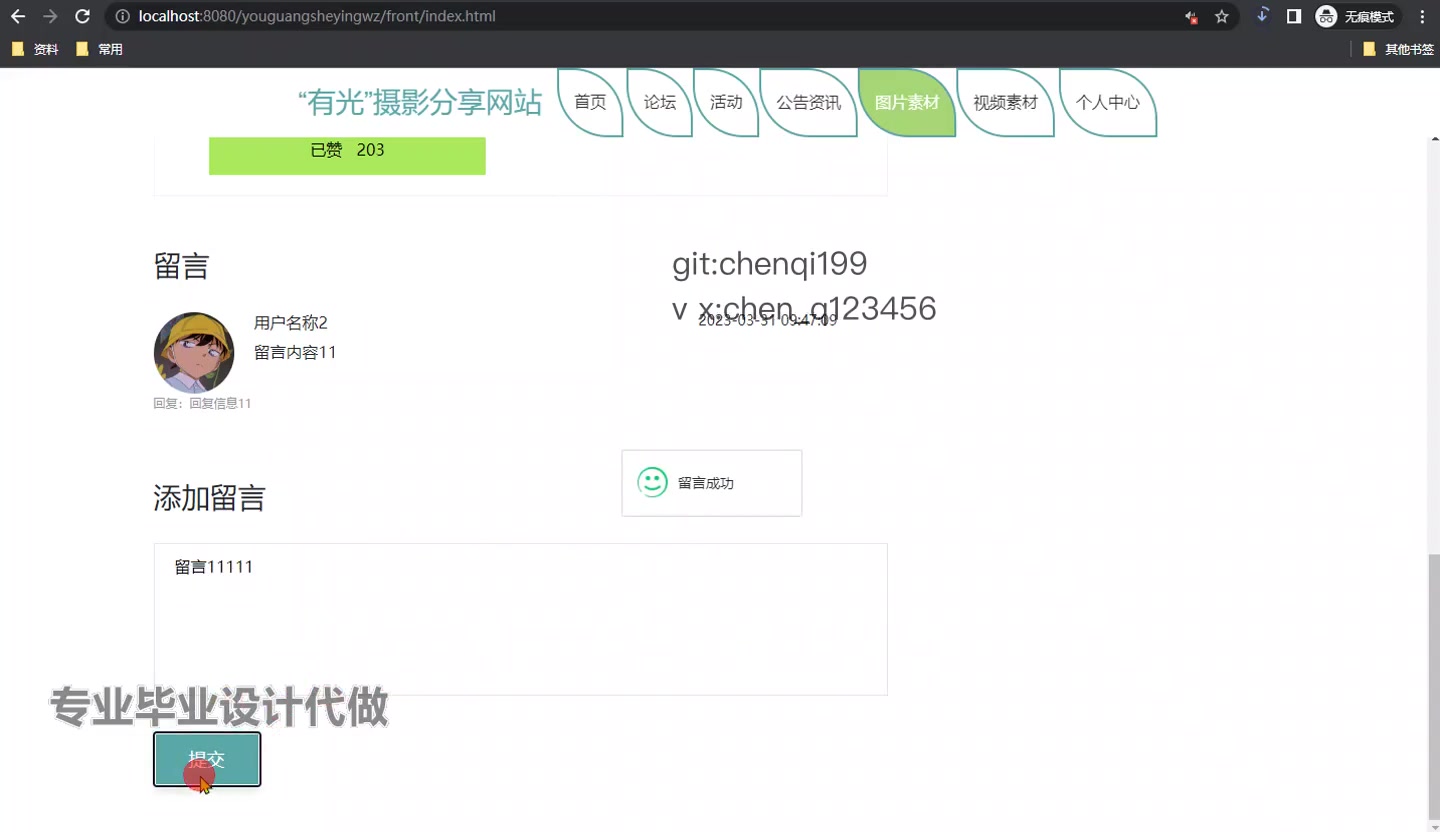 localhost:8080/youguangsheyingwz/front/index.html
无痕模式
资料
常用
其他书签
“有光”摄影分享网站
首页
论坛
活动
公告资讯
图片素材
视频素材
个人中心
已赞 203
留言
git:chenqi199
v x:chen_q123456
用户名称2
2023-03-31 09:47:09
留言内容11
回复：回复信息11
留言成功
添加留言
留言11111
专业毕业设计代做
提交